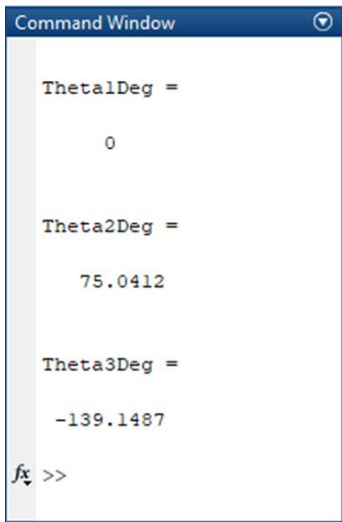 Command Window
Theta1Deg =
0
Theta2Deg =
75.0412
Theta3Deg =
-139.1487
fx >>